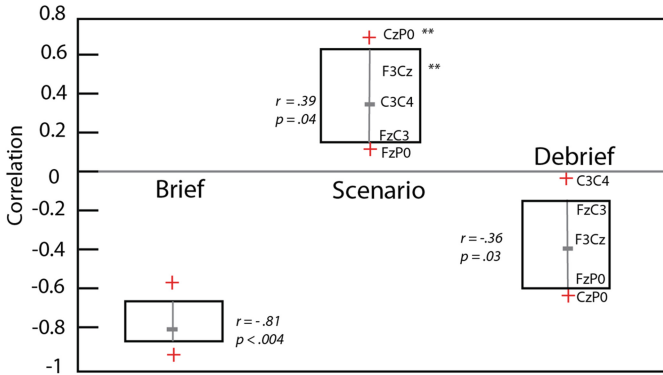 Correlation
0.8
0.6
0.4
0.2
0
-0.2
-0.4
-0.6
-0.8
-1
Brief
r = - .81
p < .004
Scenario
CzP0 **
F3Cz **
C3C4
FzC3
FzP0
r = .39
p = .04
Debrief
C3C4
FzC3
F3Cz
FzP0
CzP0
r = -.36
p = .03